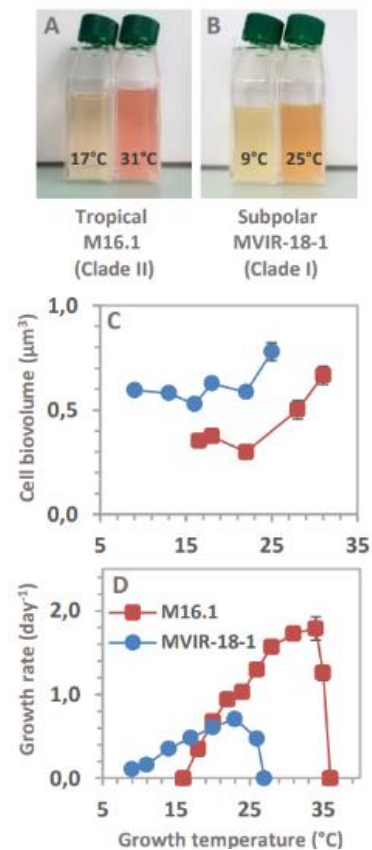 A
B
17°C 31°C
9°C 25°C
Tropical
M16.1
(Clade II)
Subpolar
MVIR-18-1
(Clade I)
Cell biovolume (µm³)
1,0
0,5
0,0
C
5 15 25 35
Growth rate (day⁻¹)
2,0
1,0
0,0
D
M16.1
MVIR-18-1
5 15 25 35
Growth temperature (°C)